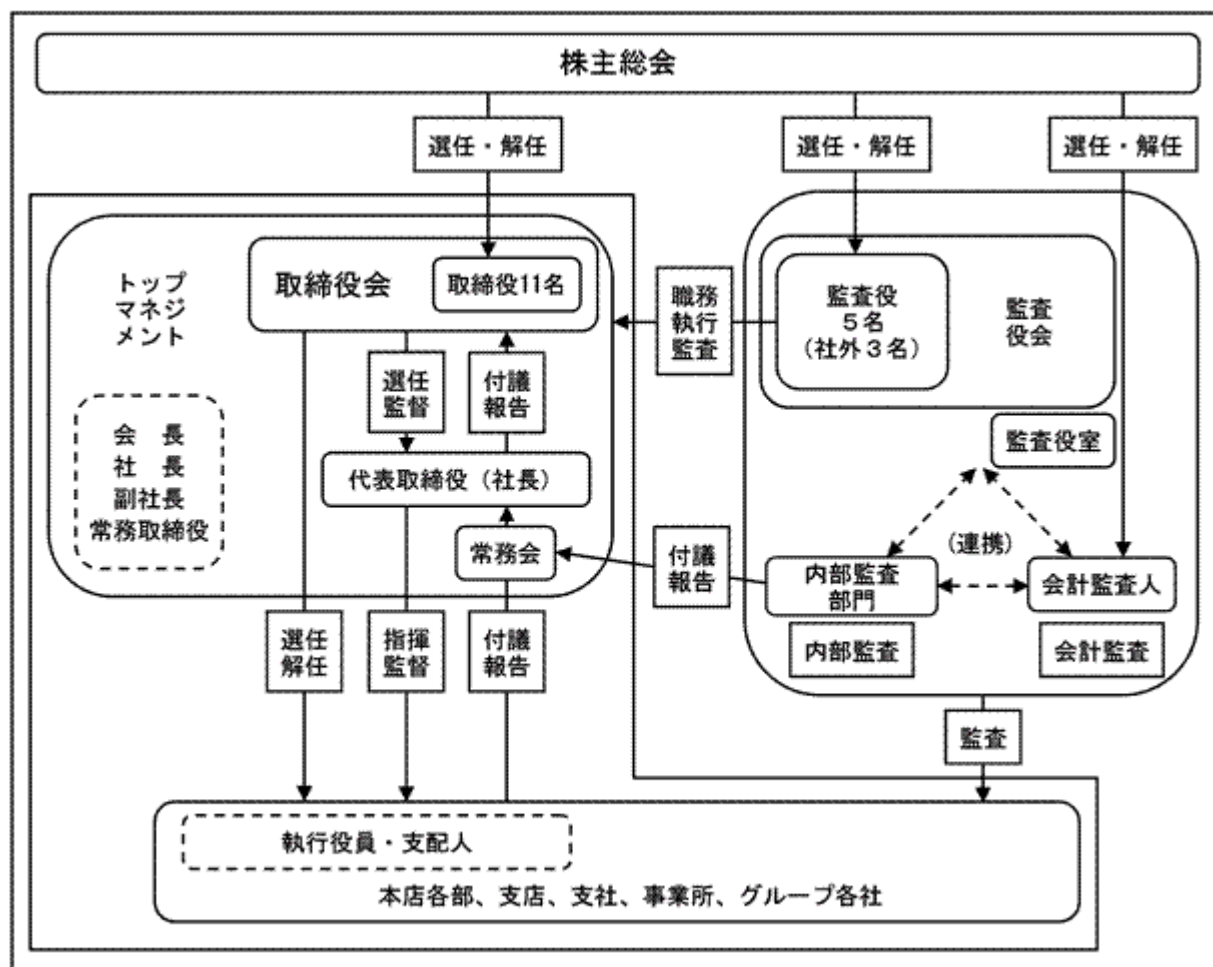 株主総会
選任・解任
選任・解任
選任・解任
トップ
マネジ
メント
取締役会
取締役11名
職務
執行
監査
監査役
5名
(社外3名)
監査
役会
選任
監督
付議
報告
会　長
社　長
副社長
常務取締役
代表取締役(社長)
監査役室
常務会
付議
報告
(連携)
内部監査
部門
会計監査人
内部監査
会計監査
選任
解任
指揮
監督
付議
報告
監査
執行役員・支配人
本店各部、支店、支社、事業所、グループ各社